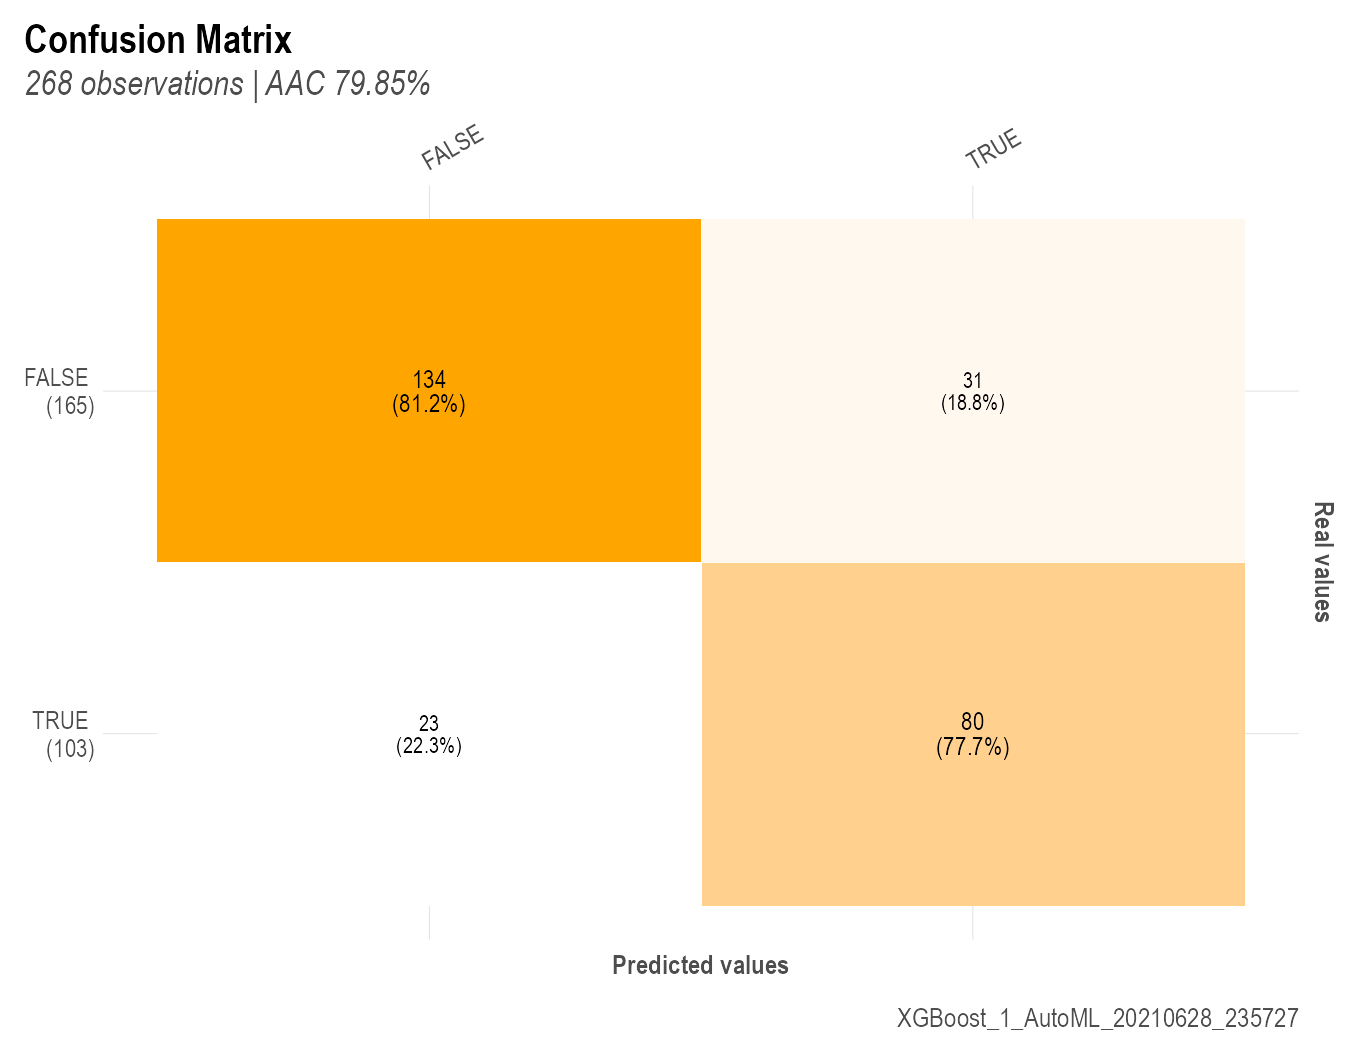 Confusion Matrix
268 observations | AAC 79.85%
FALSE
TRUE
FALSE
(165)
134
(81.2%)
31
(18.8%)
Real values
TRUE
(103)
23
(22.3%)
80
(77.7%)
Predicted values
XGBoost_1_AutoML_20210628_235727